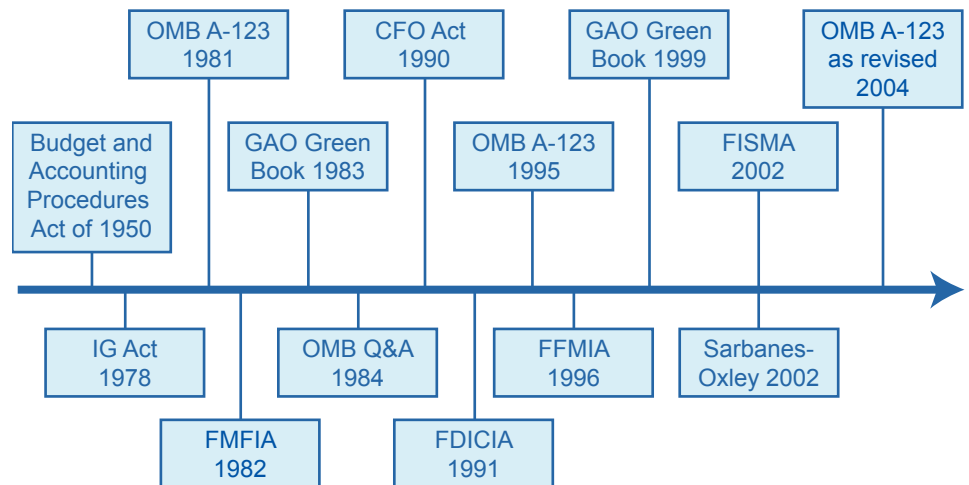 OMB A-123
1981
CFO Act
1990
GAO Green
Book 1999
OMB A-123
as revised
2004
Budget and
Accounting
Procedures
Act of 1950
GAO Green
Book 1983
OMB A-123
1995
FISMA
2002
IG Act
1978
OMB Q&A
1984
FFMIA
1996
Sarbanes-
Oxley 2002
FMFIA
1982
FDICIA
1991